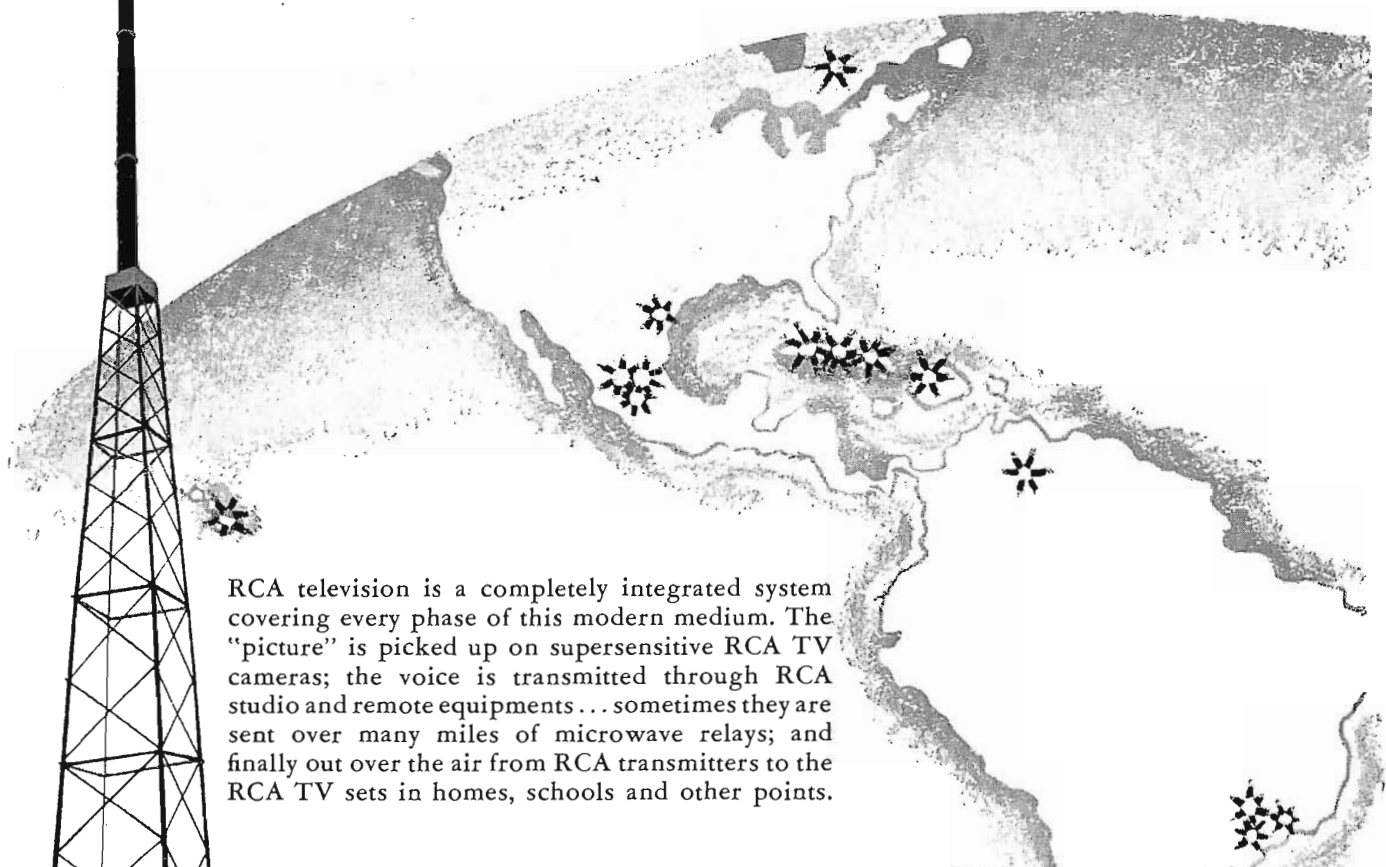 RCA television is a completely integrated system
covering every phase of this modern medium. The
"picture" is picked up on supersensitive RCA TV
cameras; the voice is transmitted through RCA
studio and remote equipments ... sometimes they are
sent over many miles of microwave relays; and
finally out over the air from RCA transmitters to the
RCA TV sets in homes, schools and other points.